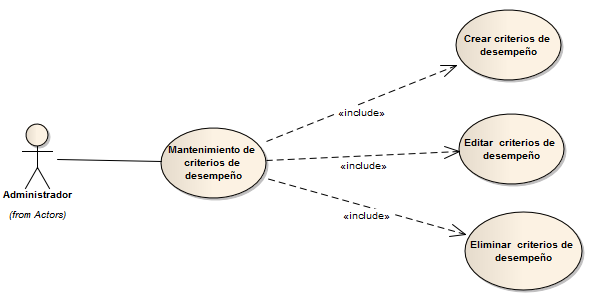 Crear criterios de
desempeño
«include»
Mantenimiento de
criterios de
desempeño
Editar criterios de
desempeño
«include»
Administrador
(from Actors)
«include»
Eliminar criterios de
desempeño